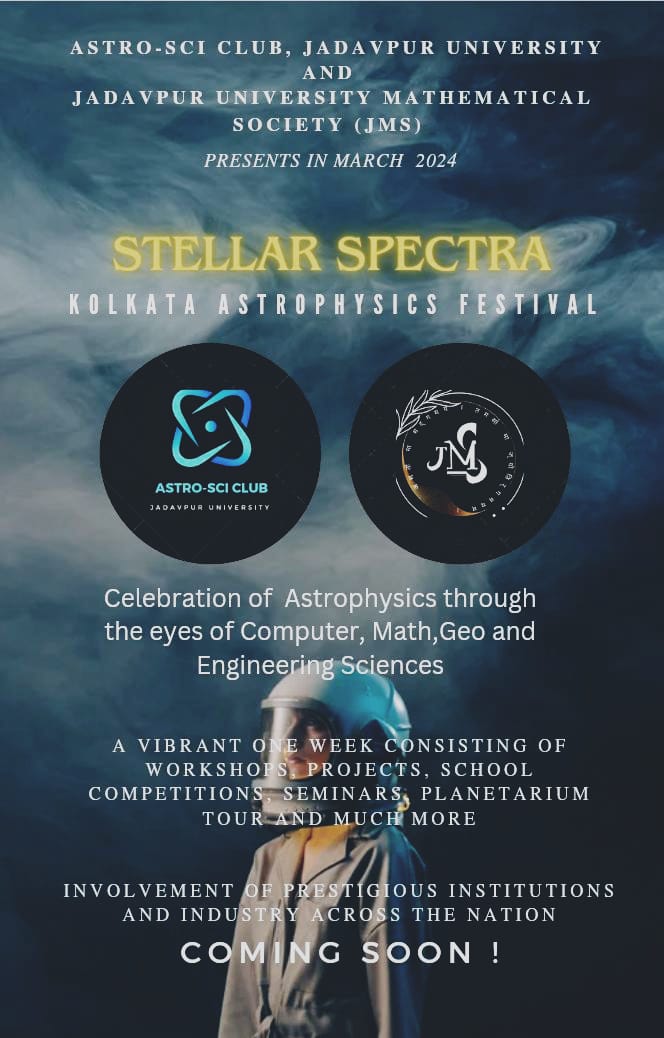 ASTRO-SCI CLUB, JADAVPUR UNIVERSITY
AND
JADAVPUR UNIVERSITY MATHEMATICAL
SOCIETY (JMS)
PRESENTS IN MARCH 2024
STELLAR SPECTRA
KOLKATA ASTROPHYSICS FESTIVAL
ASTRO-SCI CLUB
JADAVPUR UNIVERSITY
JMS
Celebration of Astrophysics through
the eyes of Computer, Math,Geo and
Engineering Sciences
A VIBRANT ONE WEEK CONSISTING OF
WORKSHOPS, PROJECTS, SCHOOL
COMPETITIONS, SEMINARS, PLANETARIUM
TOUR AND MUCH MORE
INVOLVEMENT OF PRESTIGIOUS INSTITUTIONS
AND INDUSTRY ACROSS THE NATION
COMING SOON !